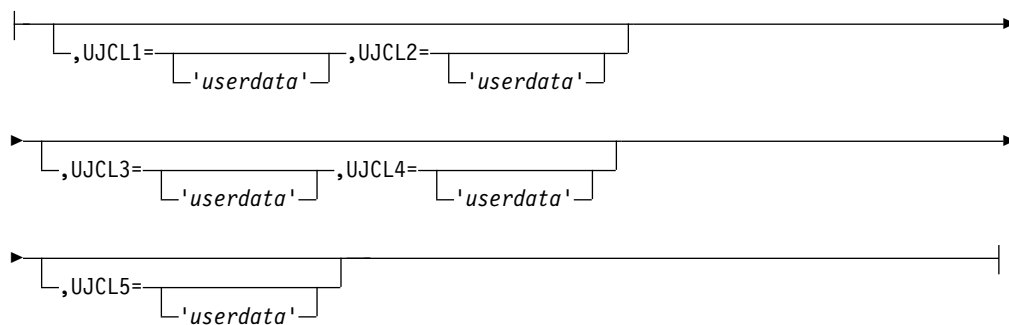 ,UJCL1= ,UJCL2=
'userdata' 'userdata'
,UJCL3= ,UJCL4=
'userdata' 'userdata'
,UJCL5=
'userdata'